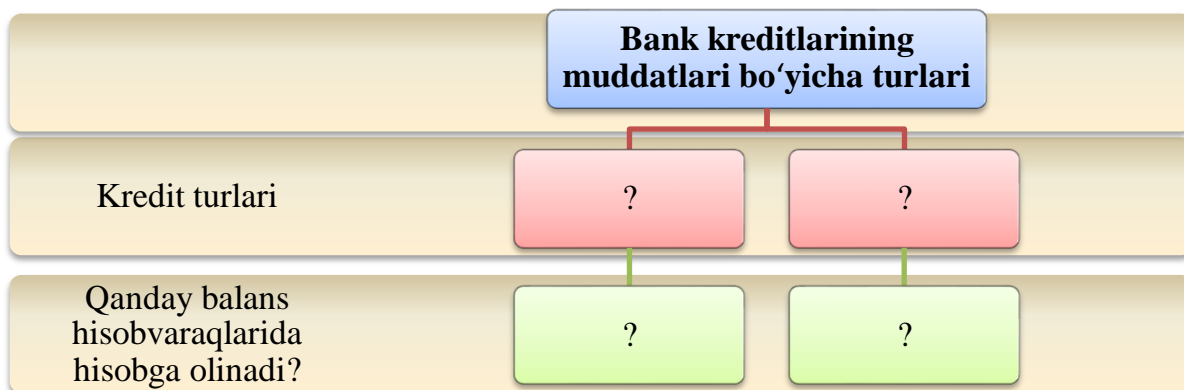 Bank kreditlarining
muddatlari bo‘yicha turlari
Kredit turlari
?
?
Qanday balans
hisobvaraqlarida
hisobga olinadi?
?
?